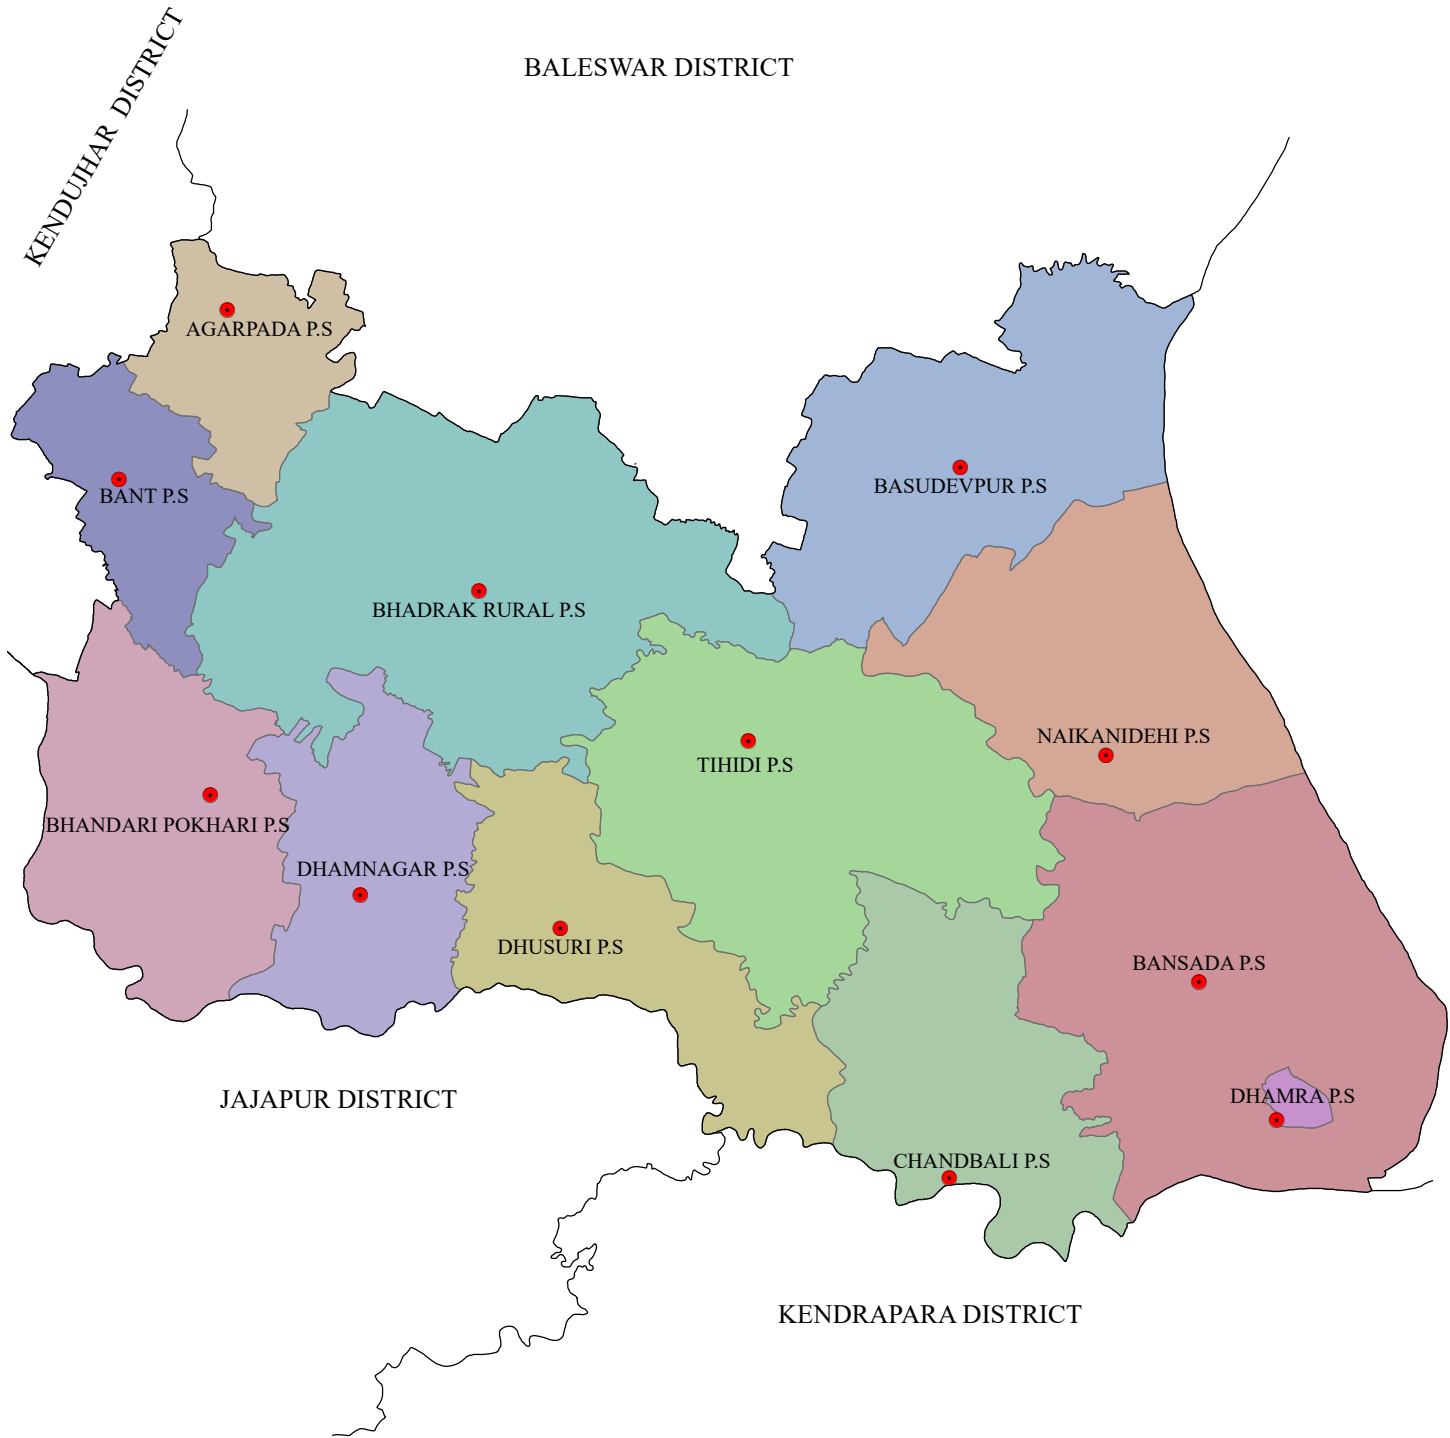 BALESWAR DISTRICT
KENDUJHAR DISTRICT
AGARPADA P.S
BASUDEVPUR P.S
BANT P.S
BHADRAK RURAL P.S
NAIKANIDEHI P.S
TIHIDI P.S
BHANDARI POKHARI P.S
DHAMNAGAR P.S
DHUSURI P.S
BANSADA P.S
DHAMRA P.S
JAJAPUR DISTRICT
CHANDBALI P.S
KENDRAPARA DISTRICT